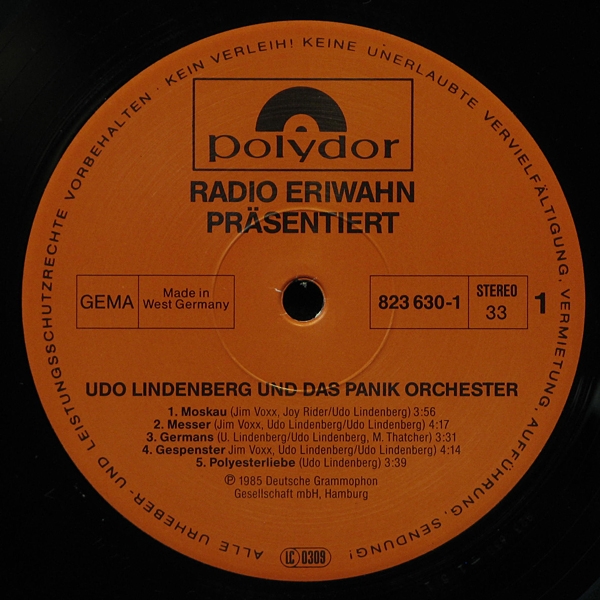 ALLE URHEBER- UND LEISTUNGSSCHUTZRECHTE VORBEHALTEN · KEIN VERLEIH! KEINE UNERLAUBTE VERVIELFÄLTIGUNG, VERMIETUNG, AUFFÜHRUNG, SENDUNG!
polydor
RADIO ERIWAHN
PRÄSENTIERT
GEMA
Made in
West Germany
823 630-1
STEREO
33
1
UDO LINDENBERG UND DAS PANIK ORCHESTER
1. Moskau (Jim Voxx, Joy Rider/Udo Lindenberg) 3:56
2. Messer (Jim Voxx, Udo Lindenberg/Udo Lindenberg) 4:17
3. Germans (U. Lindenberg/Udo Lindenberg, M. Thatcher) 3:31
4. Gespenster Jim Voxx, Udo Lindenberg/Udo Lindenberg) 4:14
5. Polyesterliebe (Udo Lindenberg) 3:39
℗ 1985 Deutsche Grammophon
Gesellschaft mbH, Hamburg
LC 0309